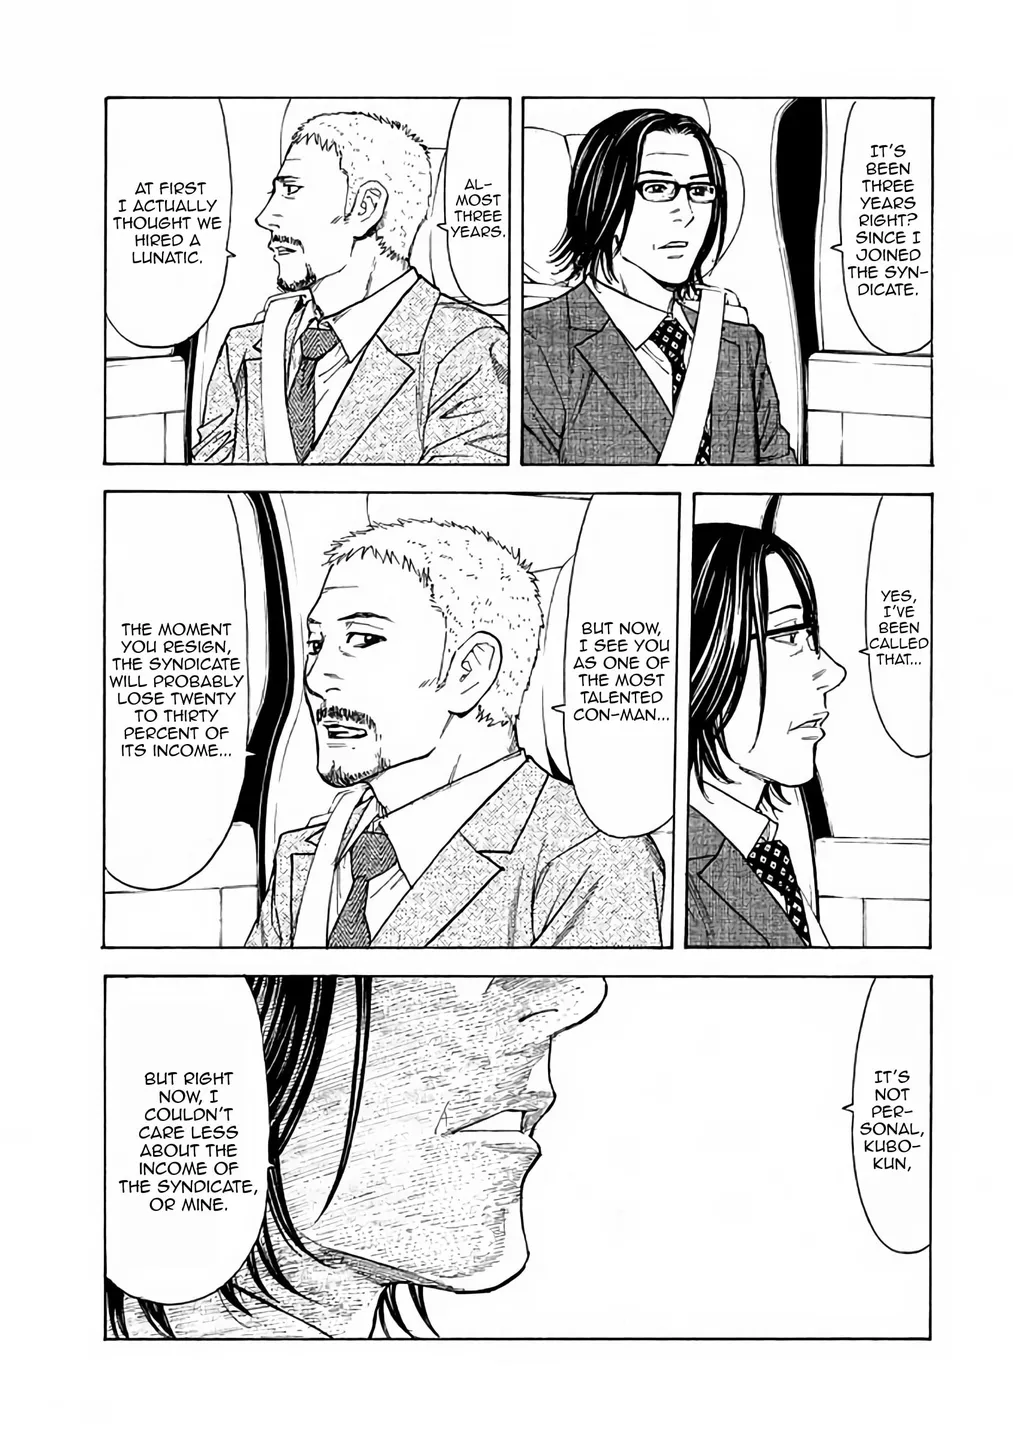 IT'S
BEEN
THREE
YEARS
RIGHT?
SINCE I
JOINED
THE SYN-
DICATE.
AL-
MOST
THREE
YEARS.
AT FIRST
I ACTUALLY
THOUGHT WE
HIRED A
LUNATIC.
YES,
I'VE
BEEN
CALLED
THAT...
BUT NOW,
I SEE YOU
AS ONE OF
THE MOST
TALENTED
CON-MAN...
THE MOMENT
YOU RESIGN,
THE SYNDICATE
WILL PROBABLY
LOSE TWENTY
TO THIRTY
PERCENT OF
ITS INCOME...
IT'S
NOT
PER-
SONAL,
KUBO-
KUN,
BUT RIGHT
NOW, I
COULDN'T
CARE LESS
ABOUT THE
INCOME OF
THE SYNDICATE,
OR MINE.